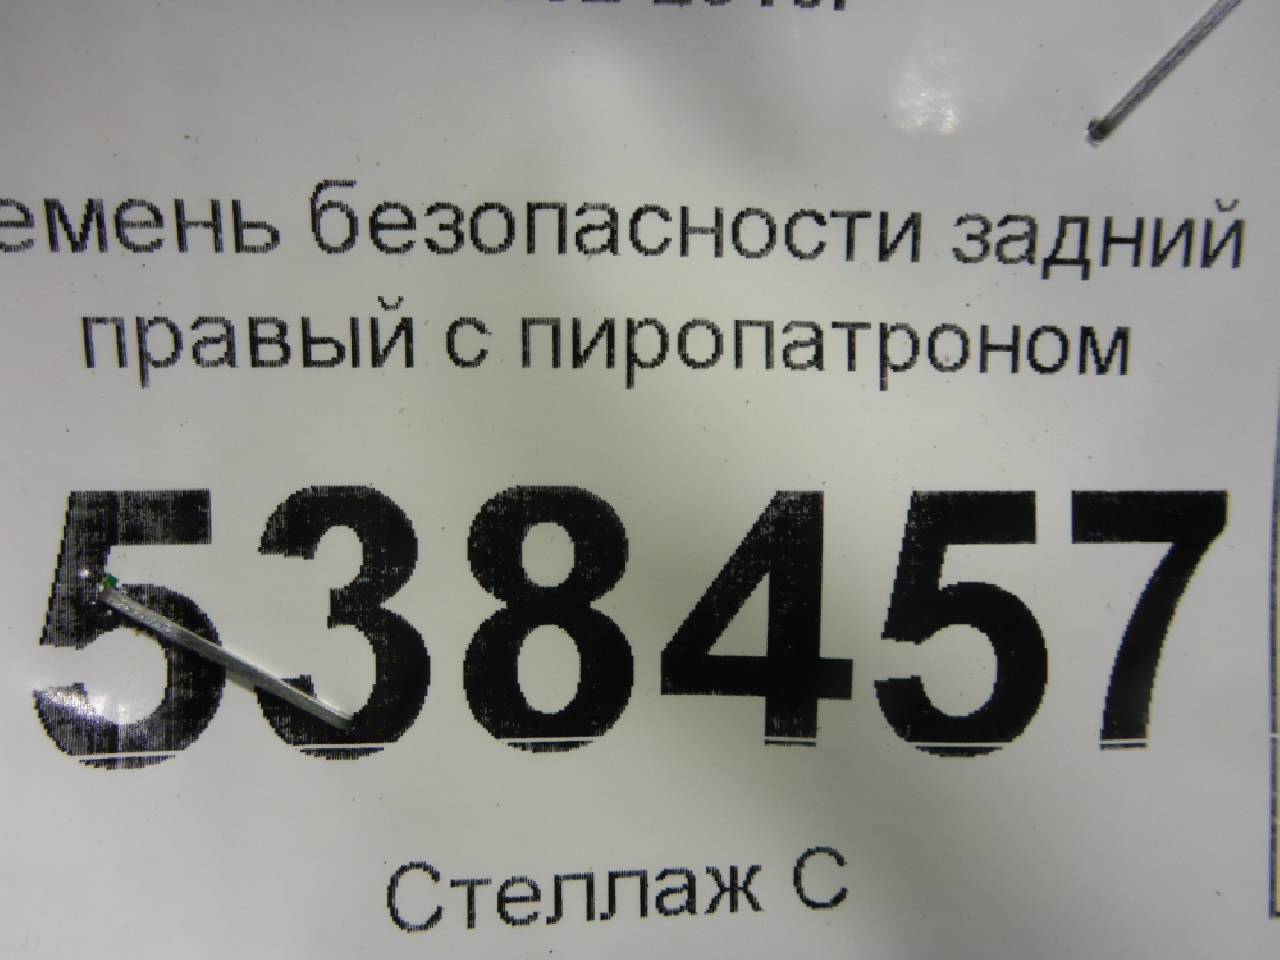 емень безопасности задний
правый с пиропатроном
538457
Стеллаж С